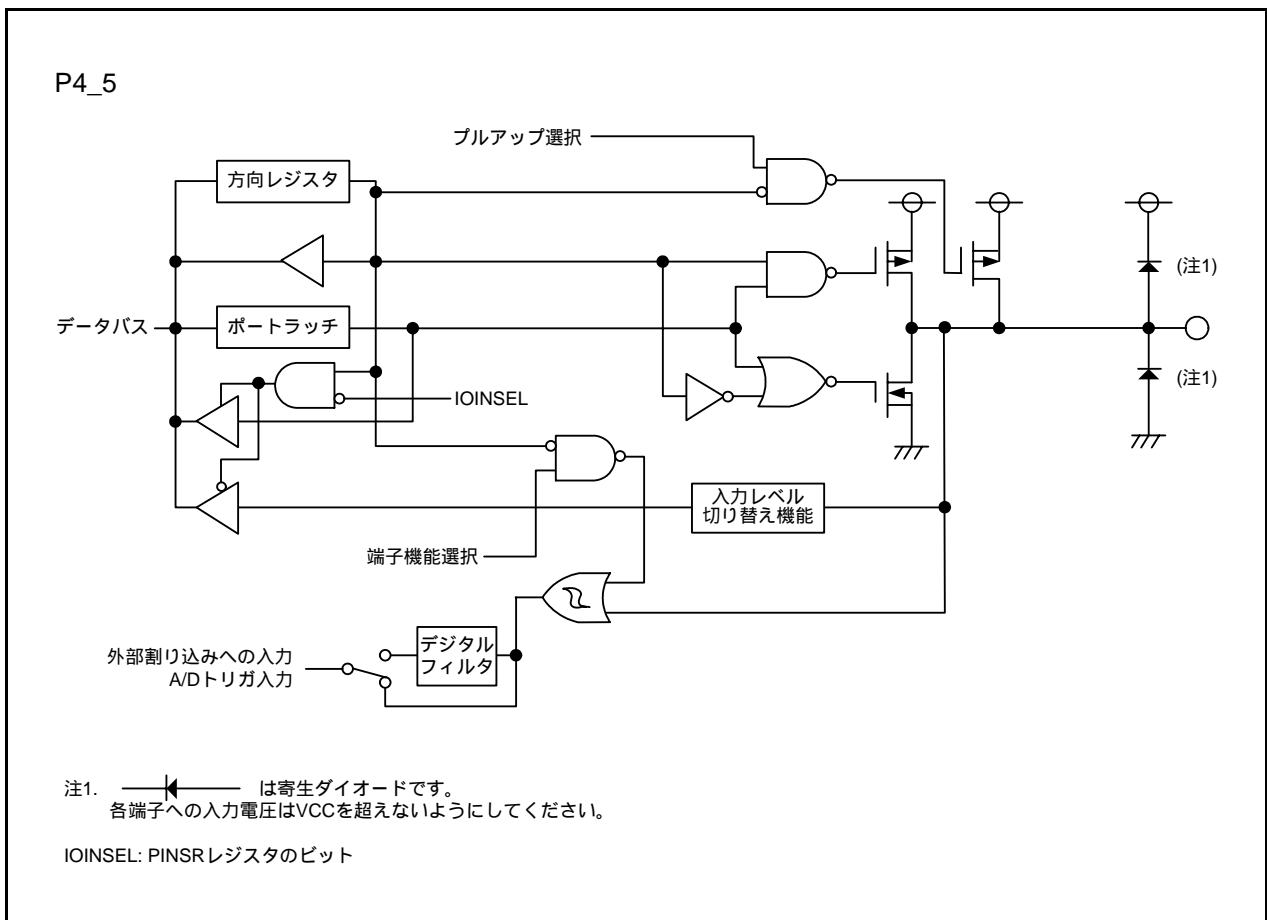 P4_5
プルアップ選択
方向レジスタ
(注1)
データバス
ポートラッチ
(注1)
IOINSEL
入力レベル
切り替え機能
端子機能選択
デジタル
フィルタ
外部割り込みへの入力
A/Dトリガ入力
注1. は寄生ダイオードです。
各端子への入力電圧はVCCを超えないようにしてください。
IOINSEL: PINSRレジスタのビット